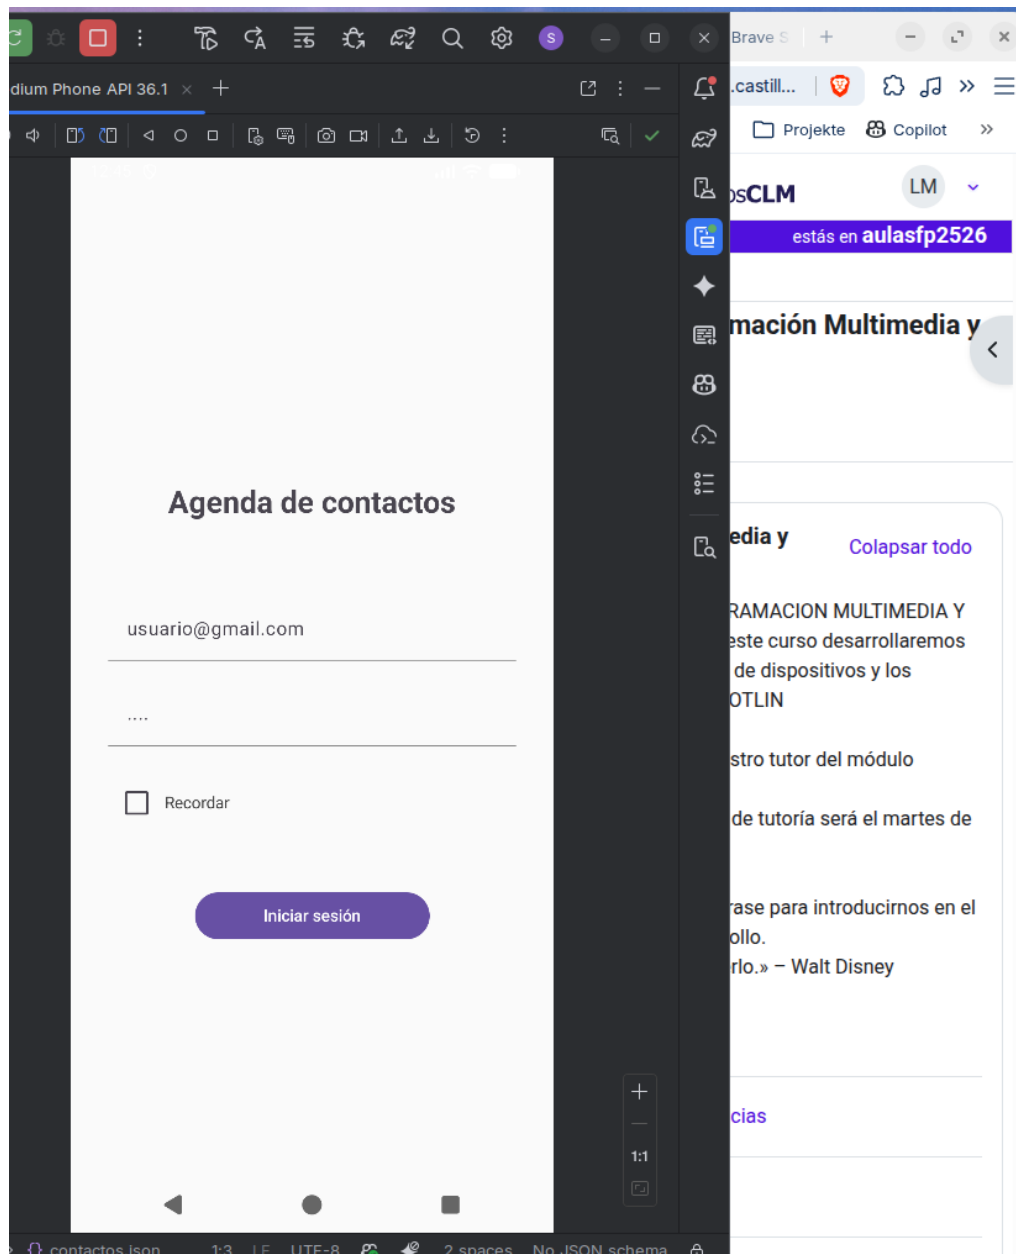 S
Brave S
dium Phone API 36.1
.castill...
Projekte
Copilot
osCLM
LM
estás en aulasfp2526
mación Multimedia y
Agenda de contactos
usuario@gmail.com
....
Recordar
Iniciar sesión
1:1
edia y
Colapsar todo
RAMACION MULTIMEDIA Y
este curso desarrollaremos
de dispositivos y los
OTLIN
stro tutor del módulo
de tutoría será el martes de
rase para introducirnos en el
ollo.
rlo.» – Walt Disney
cias
{} contactos.json
1:3 LF UTF-8 2 spaces No JSON schema